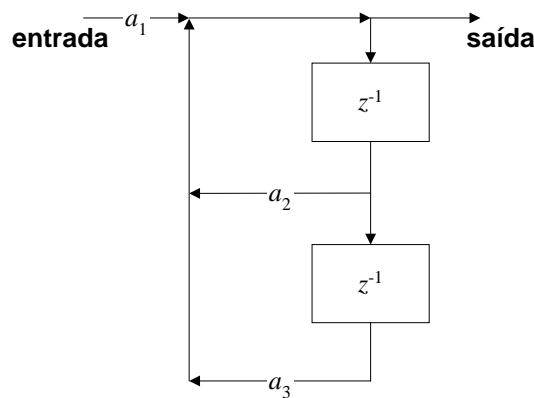 a₁
entrada
saída
z⁻¹
a₂
z⁻¹
a₃